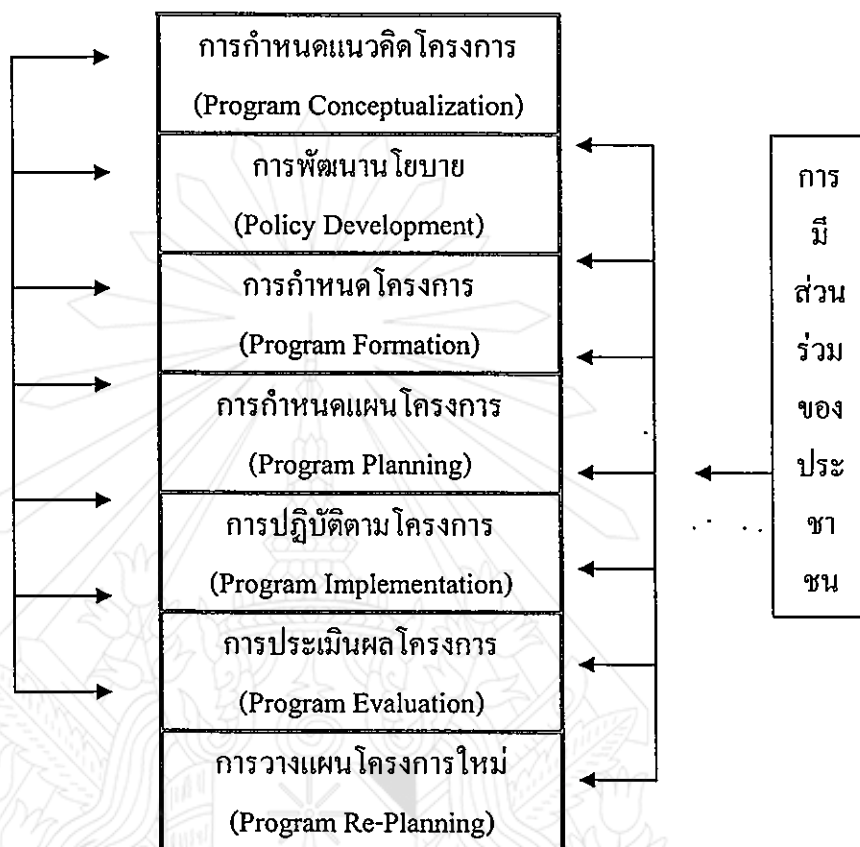 การกำหนดแนวคิดโครงการ
(Program Conceptualization)
การพัฒนานโยบาย
(Policy Development)
การกำหนดโครงการ
(Program Formation)
การกำหนดแผนโครงการ
(Program Planning)
การปฏิบัติตามโครงการ
(Program Implementation)
การประเมินผลโครงการ
(Program Evaluation)
การวางแผนโครงการใหม่
(Program Re-Planning)
การ
มี
ส่วน
ร่วม
ของ
ประ
ชา
ชน